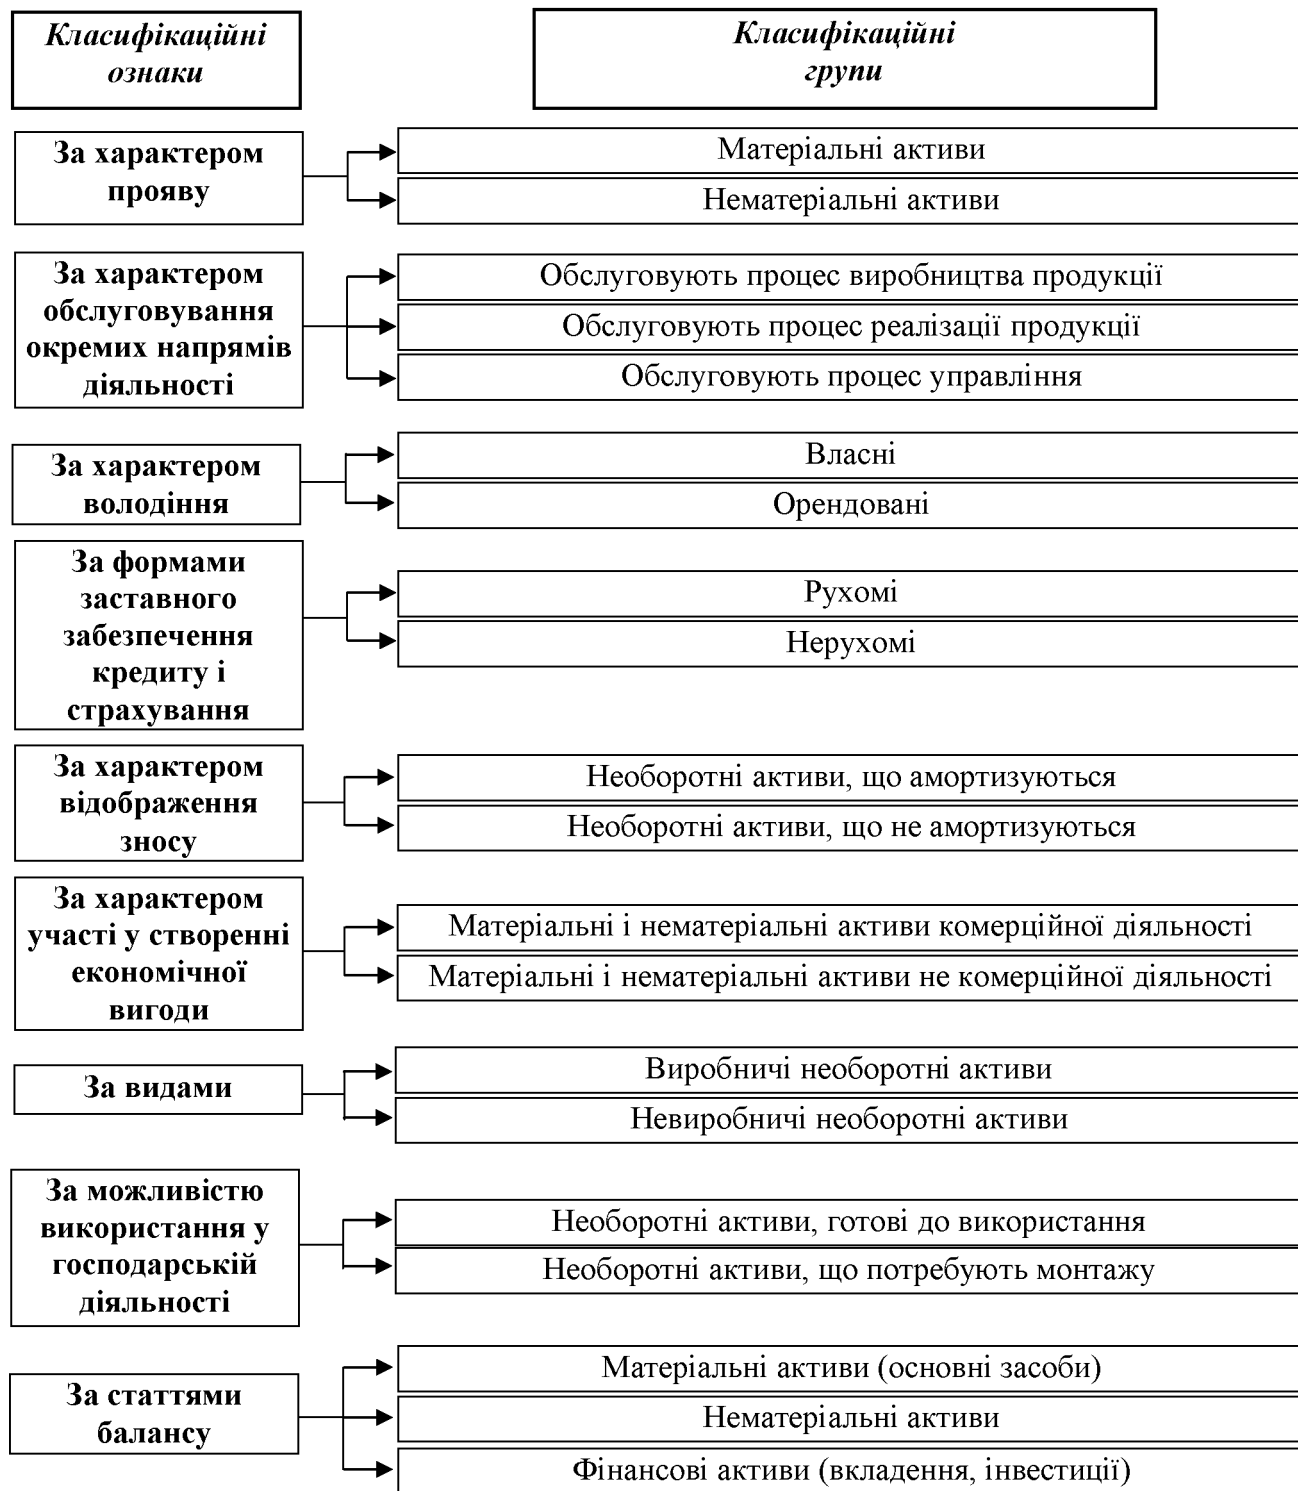 Класифікаційні
ознаки
Класифікаційні
групи
За характером
прояву
Матеріальні активи
Нематеріальні активи
За характером
обслуговування
окремих напрямів
діяльності
Обслуговують процес виробництва продукції
Обслуговують процес реалізації продукції
Обслуговують процес управління
За характером
володіння
Власні
Орендовані
За формами
заставного
забезпечення
кредиту і
страхування
Рухомі
Нерухомі
За характером
відображення
зносу
Необоротні активи, що амортизуються
Необоротні активи, що не амортизуються
За характером
участі у створенні
економічної
вигоди
Матеріальні і нематеріальні активи комерційної діяльності
Матеріальні і нематеріальні активи не комерційної діяльності
За видами
Виробничі необоротні активи
Невиробничі необоротні активи
За можливістю
використання у
господарській
діяльності
Необоротні активи, готові до використання
Необоротні активи, що потребують монтажу
За статтями
балансу
Матеріальні активи (основні засоби)
Нематеріальні активи
Фінансові активи (вкладення, інвестиції)